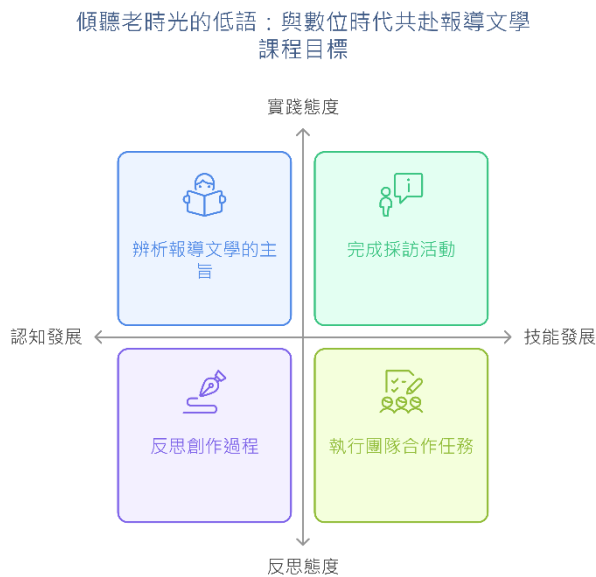 傾聽老時光的低語：與數位時代共赴報導文學
課程目標
實踐態度
辨析報導文學的主
旨
完成採訪活動
認知發展
技能發展
反思創作過程
執行團隊合作任務
反思態度